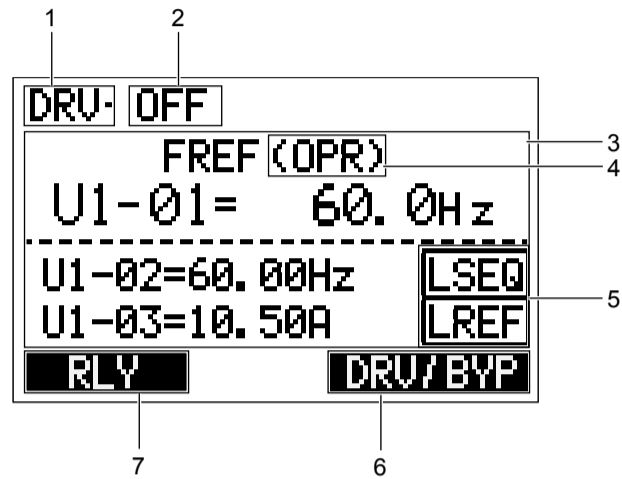 1 2
DRV· OFF
FREF (OPR) 3
4
U1-01= 60.0Hz
U1-02=60.00Hz LSEQ
5
U1-03=10.50A LREF
RLY DRV/BYP
7 6